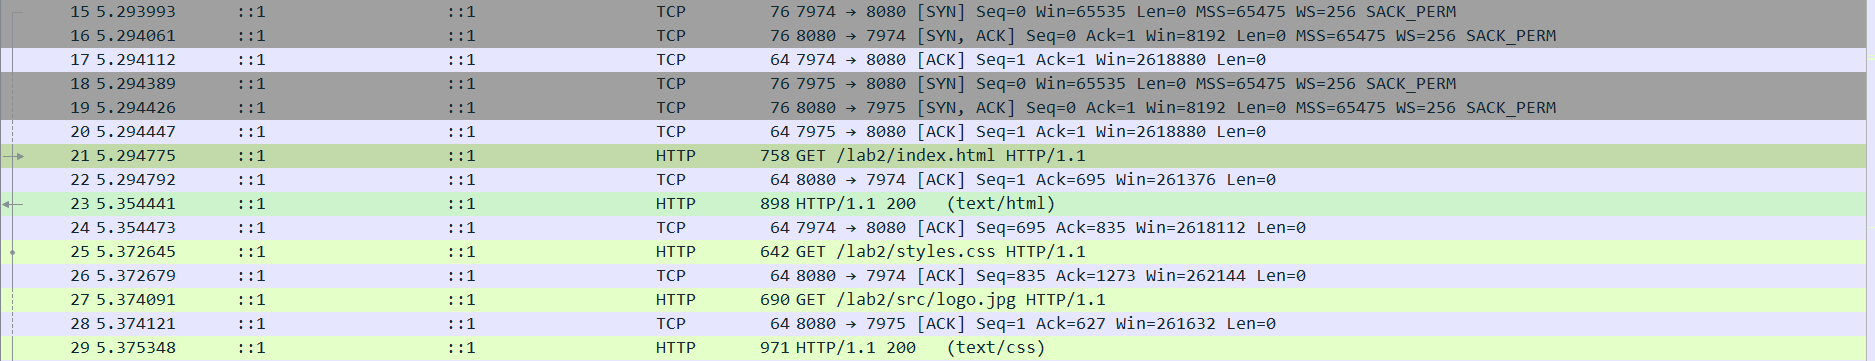 15 5.293993 ::1 ::1 TCP 76 7974 → 8080 [SYN] Seq=0 Win=65535 Len=0 MSS=65475 WS=256 SACK_PERM
16 5.294061 ::1 ::1 TCP 76 8080 → 7974 [SYN, ACK] Seq=0 Ack=1 Win=8192 Len=0 MSS=65475 WS=256 SACK_PERM
17 5.294112 ::1 ::1 TCP 64 7974 → 8080 [ACK] Seq=1 Ack=1 Win=2618880 Len=0
18 5.294389 ::1 ::1 TCP 76 7975 → 8080 [SYN] Seq=0 Win=65535 Len=0 MSS=65475 WS=256 SACK_PERM
19 5.294426 ::1 ::1 TCP 76 8080 → 7975 [SYN, ACK] Seq=0 Ack=1 Win=8192 Len=0 MSS=65475 WS=256 SACK_PERM
20 5.294447 ::1 ::1 TCP 64 7975 → 8080 [ACK] Seq=1 Ack=1 Win=2618880 Len=0
21 5.294775 ::1 ::1 HTTP 758 GET /lab2/index.html HTTP/1.1
22 5.294792 ::1 ::1 TCP 64 8080 → 7974 [ACK] Seq=1 Ack=695 Win=261376 Len=0
23 5.354441 ::1 ::1 HTTP 898 HTTP/1.1 200 (text/html)
24 5.354473 ::1 ::1 TCP 64 7974 → 8080 [ACK] Seq=695 Ack=835 Win=2618112 Len=0
25 5.372645 ::1 ::1 HTTP 642 GET /lab2/styles.css HTTP/1.1
26 5.372679 ::1 ::1 TCP 64 8080 → 7974 [ACK] Seq=835 Ack=1273 Win=262144 Len=0
27 5.374091 ::1 ::1 HTTP 690 GET /lab2/src/logo.jpg HTTP/1.1
28 5.374121 ::1 ::1 TCP 64 8080 → 7975 [ACK] Seq=1 Ack=627 Win=261632 Len=0
29 5.375348 ::1 ::1 HTTP 971 HTTP/1.1 200 (text/css)